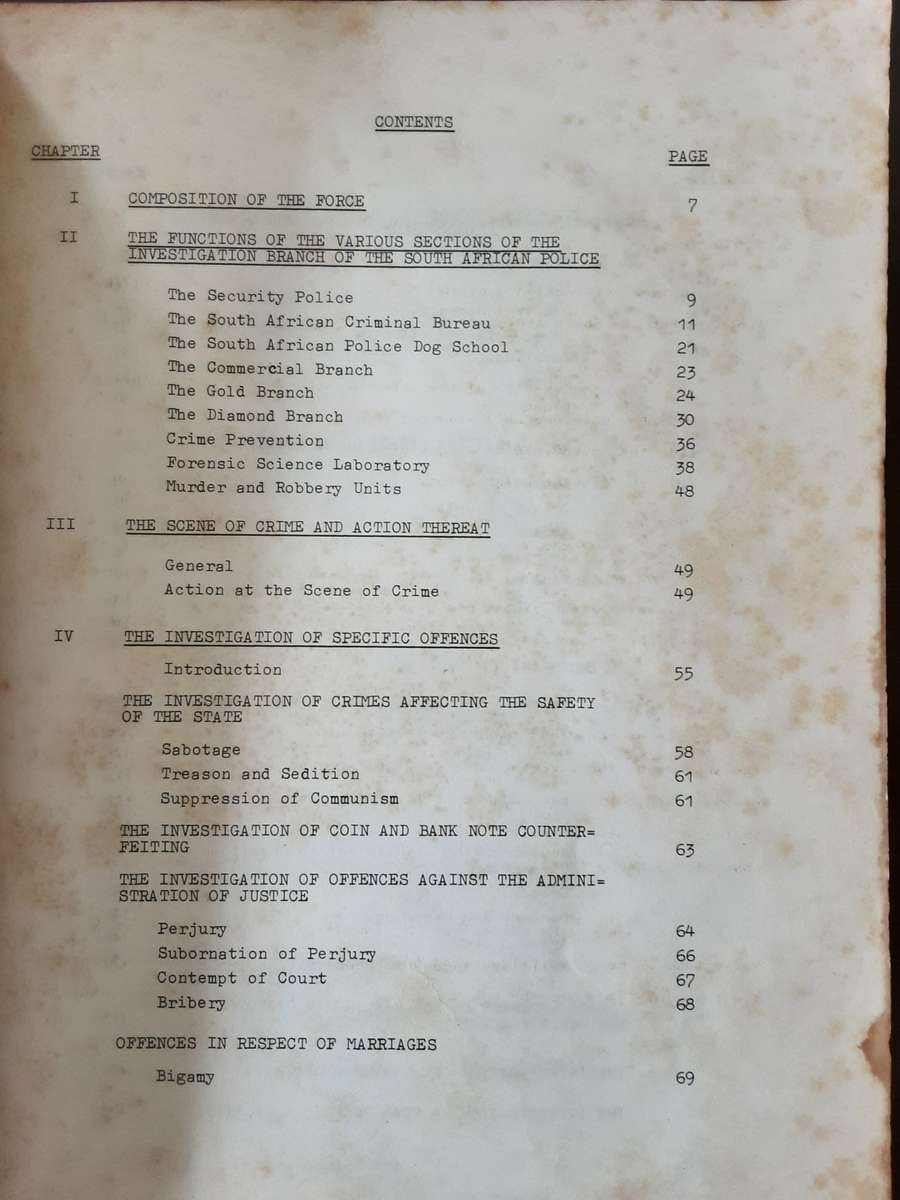 CONTENTS
CHAPTER PAGE
I COMPOSITION OF THE FORCE 7
II THE FUNCTIONS OF THE VARIOUS SECTIONS OF THE
INVESTIGATION BRANCH OF THE SOUTH AFRICAN POLICE
The Security Police 9
The South African Criminal Bureau 11
The South African Police Dog School 21
The Commercial Branch 23
The Gold Branch 24
The Diamond Branch 30
Crime Prevention 36
Forensic Science Laboratory 38
Murder and Robbery Units 48
III THE SCENE OF CRIME AND ACTION THEREAT
General 49
Action at the Scene of Crime 49
IV THE INVESTIGATION OF SPECIFIC OFFENCES
Introduction 55
THE INVESTIGATION OF CRIMES AFFECTING THE SAFETY
OF THE STATE
Sabotage 58
Treason and Sedition 61
Suppression of Communism 61
THE INVESTIGATION OF COIN AND BANK NOTE COUNTER=
FEITING 63
THE INVESTIGATION OF OFFENCES AGAINST THE ADMINI=
STRATION OF JUSTICE
Perjury 64
Subornation of Perjury 66
Contempt of Court 67
Bribery 68
OFFENCES IN RESPECT OF MARRIAGES
Bigamy 69